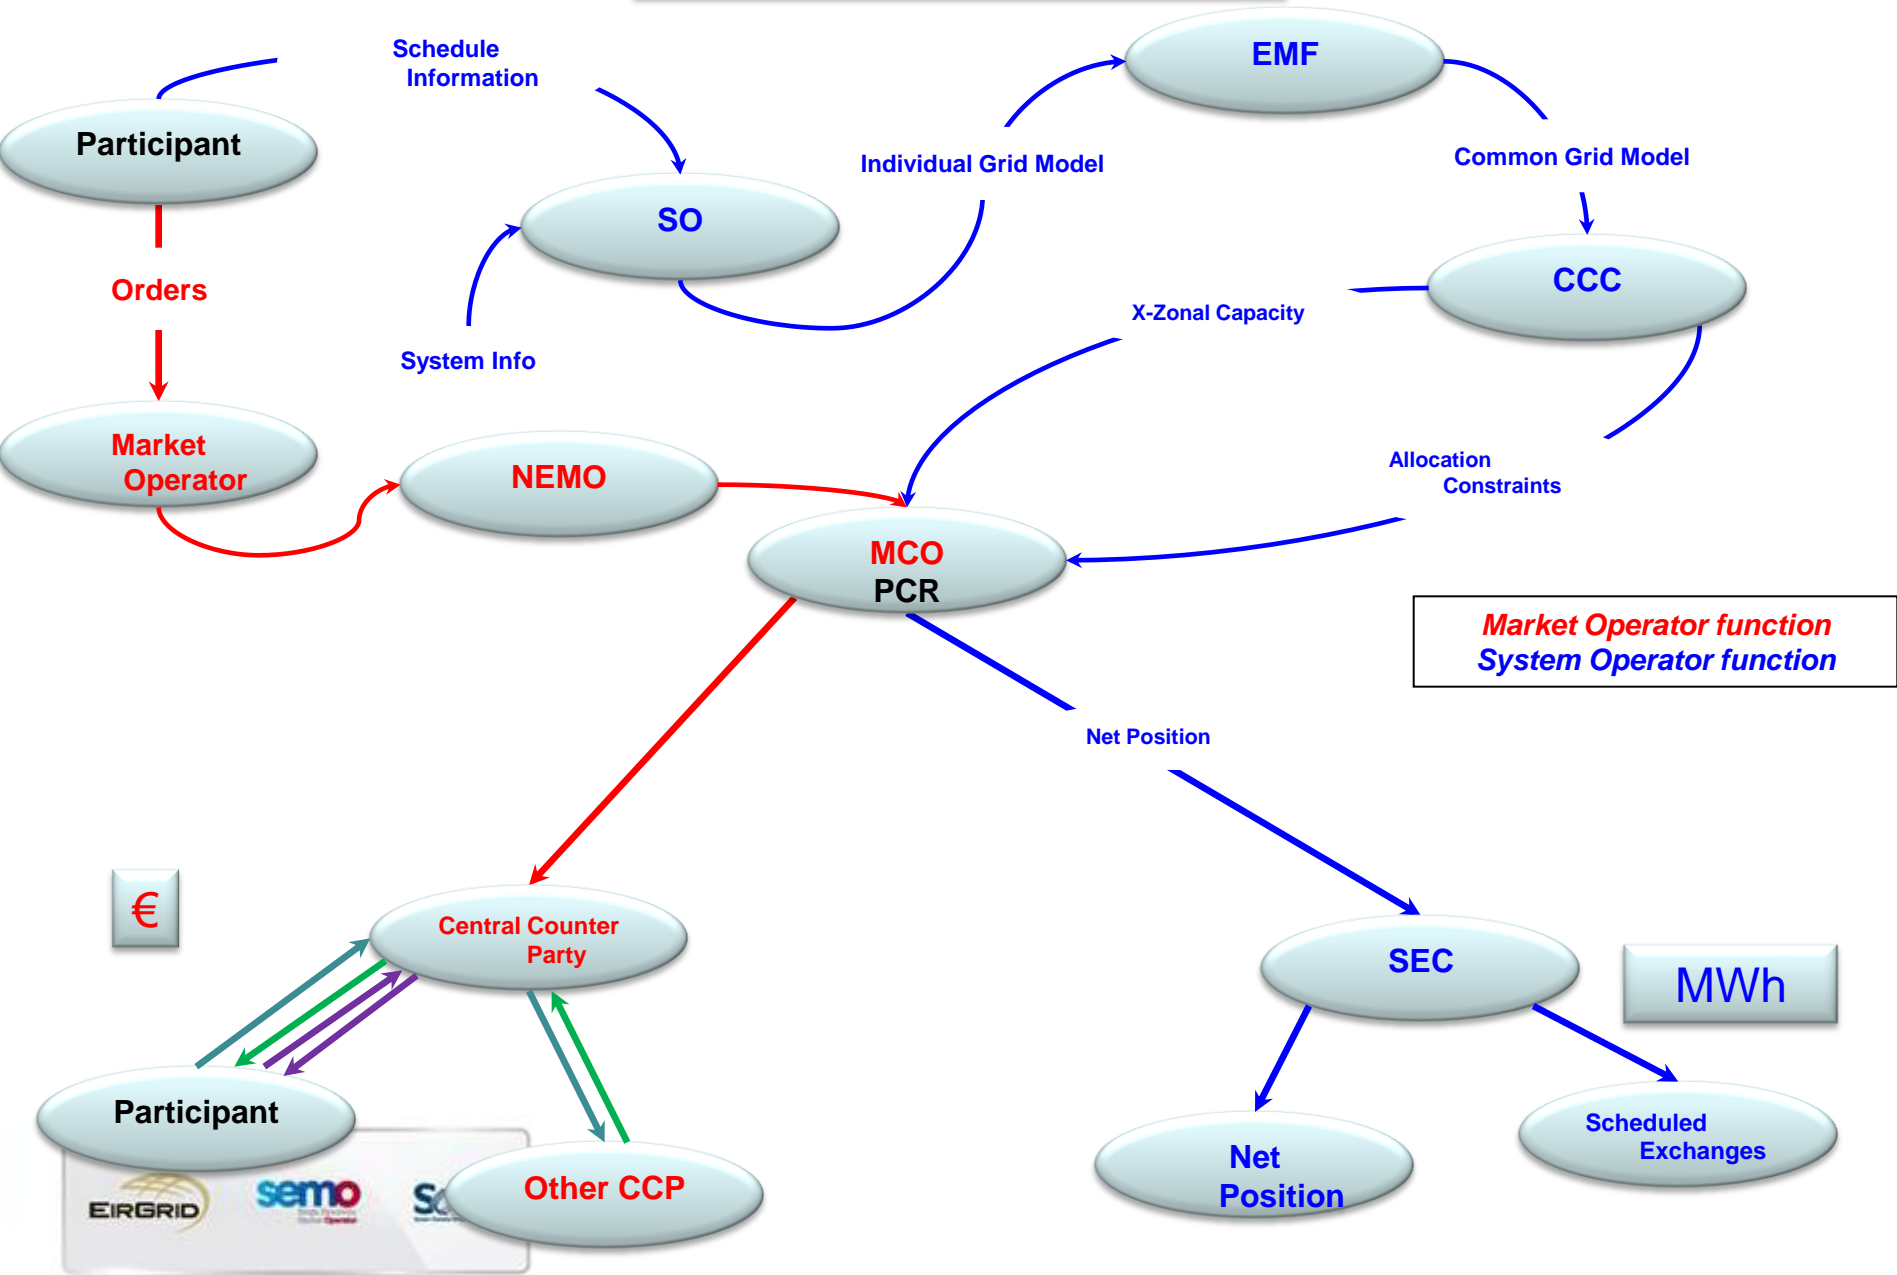 Schedule
Information
EMF
Participant
Individual Grid Model
Common Grid Model
SO
Orders
CCC
X-Zonal Capacity
System Info
Market
Operator
NEMO
Allocation
Constraints
MCO
PCR
Market Operator function
System Operator function
Net Position
€
Central Counter
Party
SEC
MWh
Participant
Scheduled
Exchanges
Net
Position
Other CCP
EIRGRID
semo